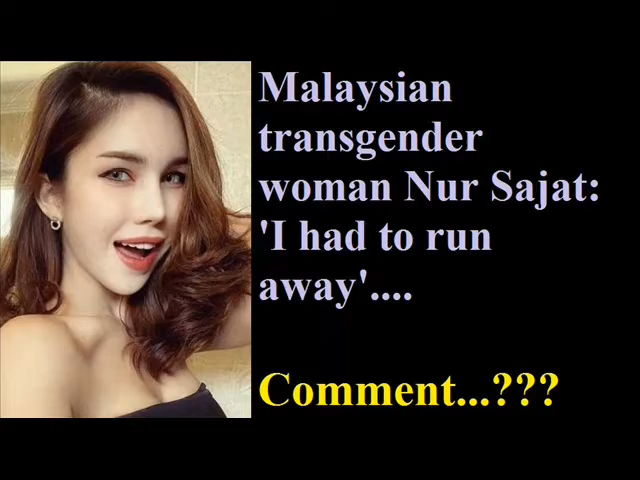 Malaysian
transgender
woman Nur Sajat:
'I had to run
away'....
Comment...???